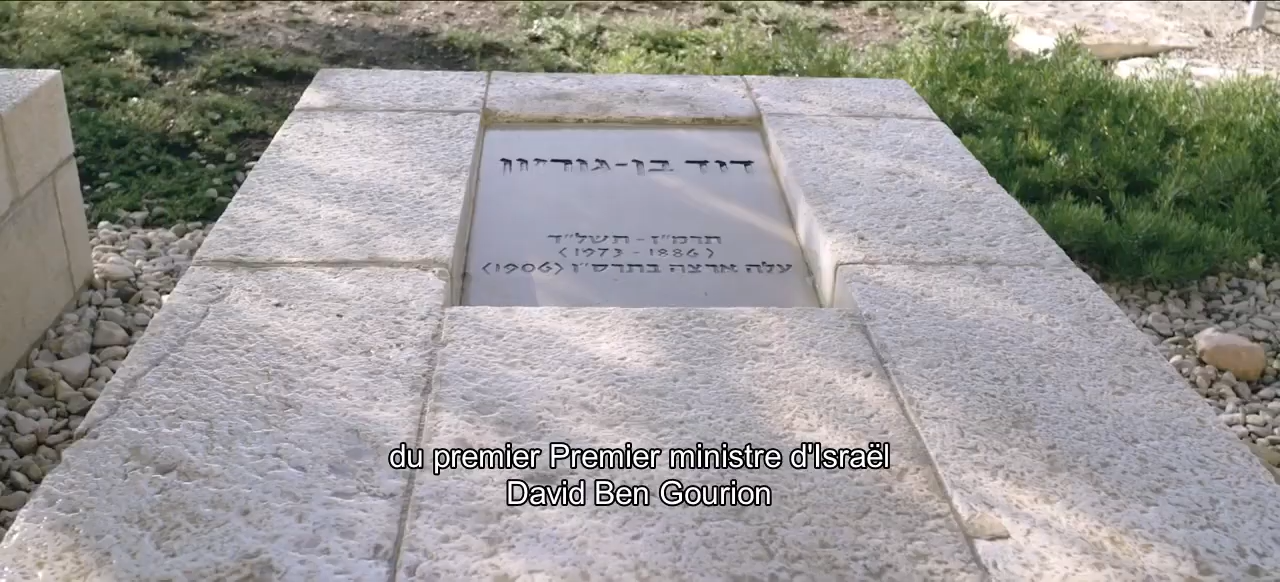 דוד בן-גוריון
תרמ"ז - תשל"ד
(1973 - 1886)
עלה ארצה בתרס"ו (1906)
du premier Premier ministre d'Israël
David Ben Gourion